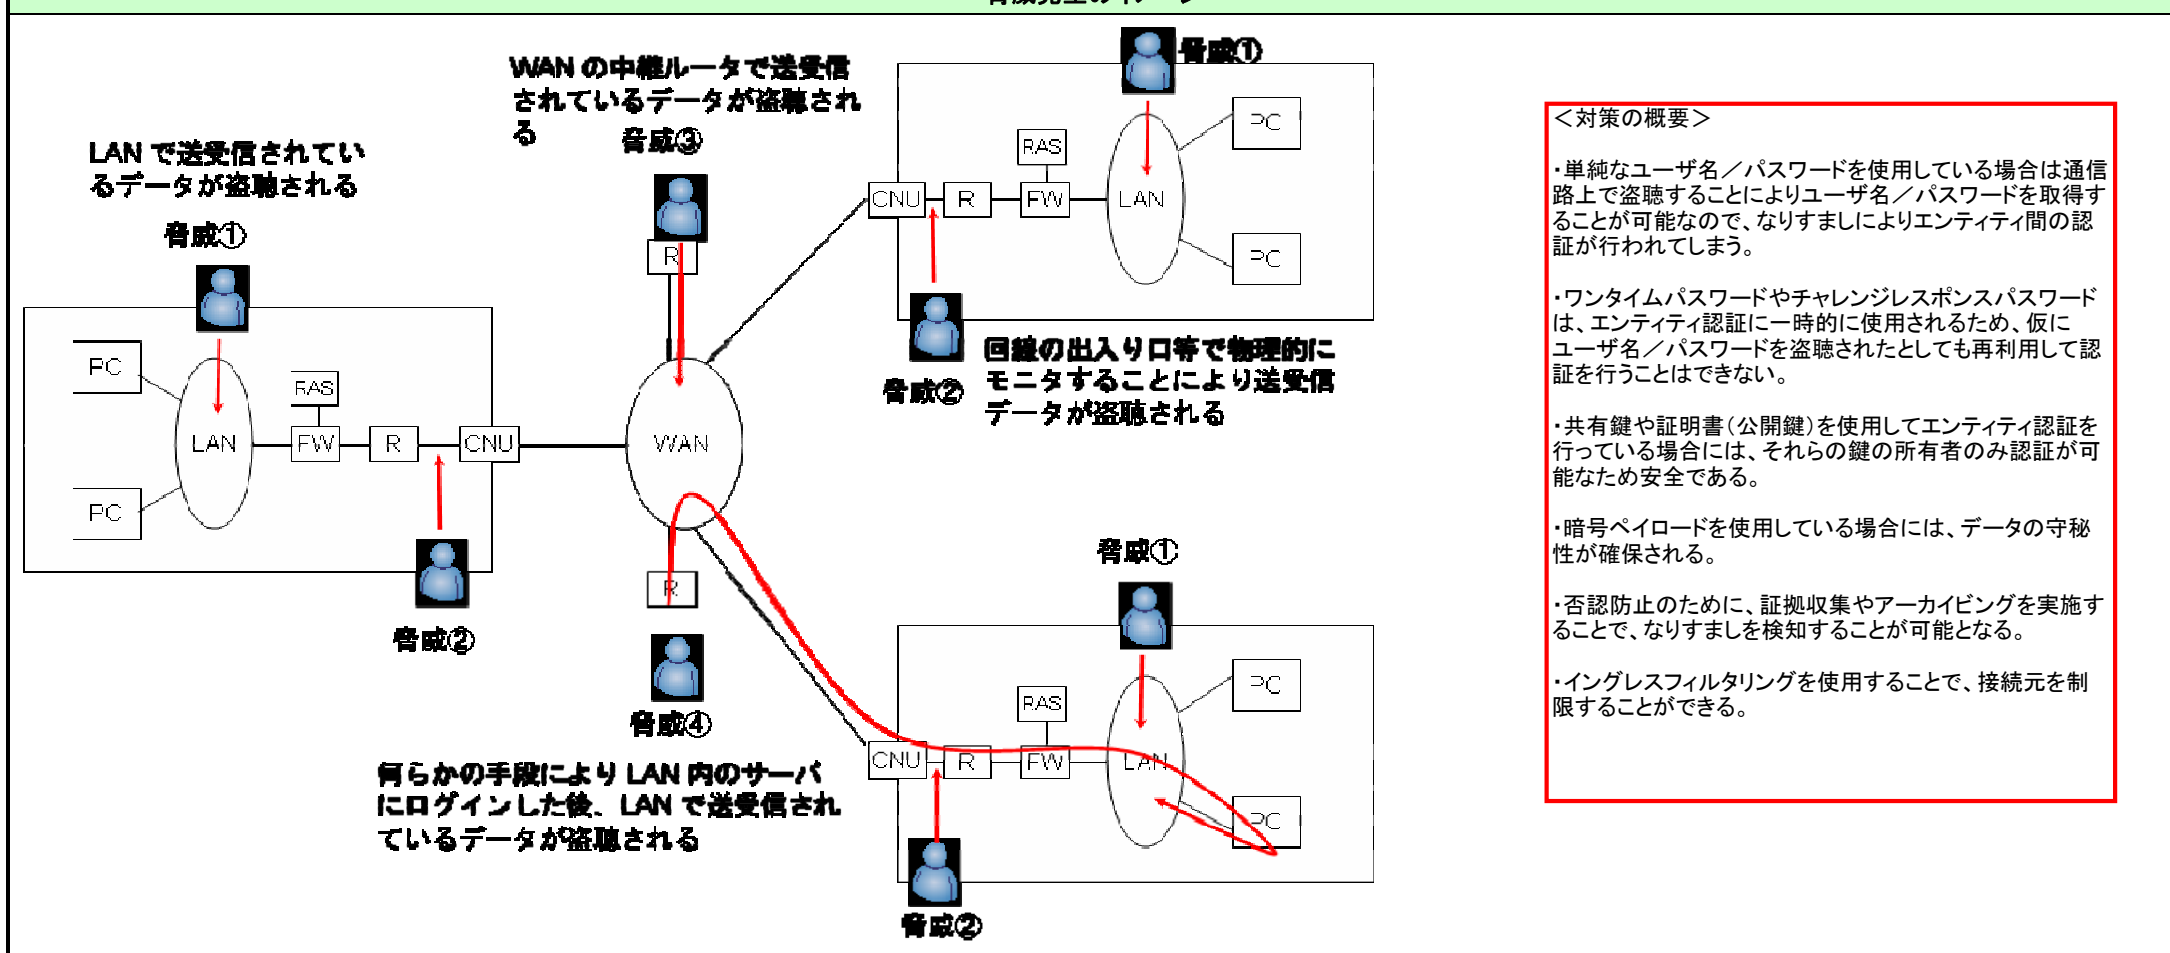 WAN の中継ルータで送受信
されているデータが盗聴され
る
脅威③
脅威①
LAN で送受信されてい
るデータが盗聴される
脅威①
PC
RAS
CNU
R
FW
LAN
PC
R
脅威②
回線の出入り口等で物理的に
モニタすることにより送受信
データが盗聴される
PC
RAS
LAN
FW
R
CNU
WAN
PC
脅威②
R
脅威④
何らかの手段により LAN 内のサーバ
にログインした後、LAN で送受信され
ているデータが盗聴される
脅威①
PC
RAS
CNU
R
FW
LAN
PC
脅威②
＜対策の概要＞
・単純なユーザ名／パスワードを使用している場合は通信
路上で盗聴することによりユーザ名／パスワードを取得す
ることが可能なので、なりすましによりエンティティ間の認
証が行われてしまう。
・ワンタイムパスワードやチャレンジレスポンスパスワード
は、エンティティ認証に一時的に使用されるため、仮に
ユーザ名／パスワードを盗聴されたとしても再利用して認
証を行うことはできない。
・共有鍵や証明書（公開鍵）を使用してエンティティ認証を
行っている場合には、それらの鍵の所有者のみ認証が可
能なため安全である。
・暗号ペイロードを使用している場合には、データの守秘
性が確保される。
・否認防止のために、証拠収集やアーカイビングを実施す
ることで、なりすましを検知することが可能となる。
・イングレスフィルタリングを使用することで、接続元を制
限することができる。